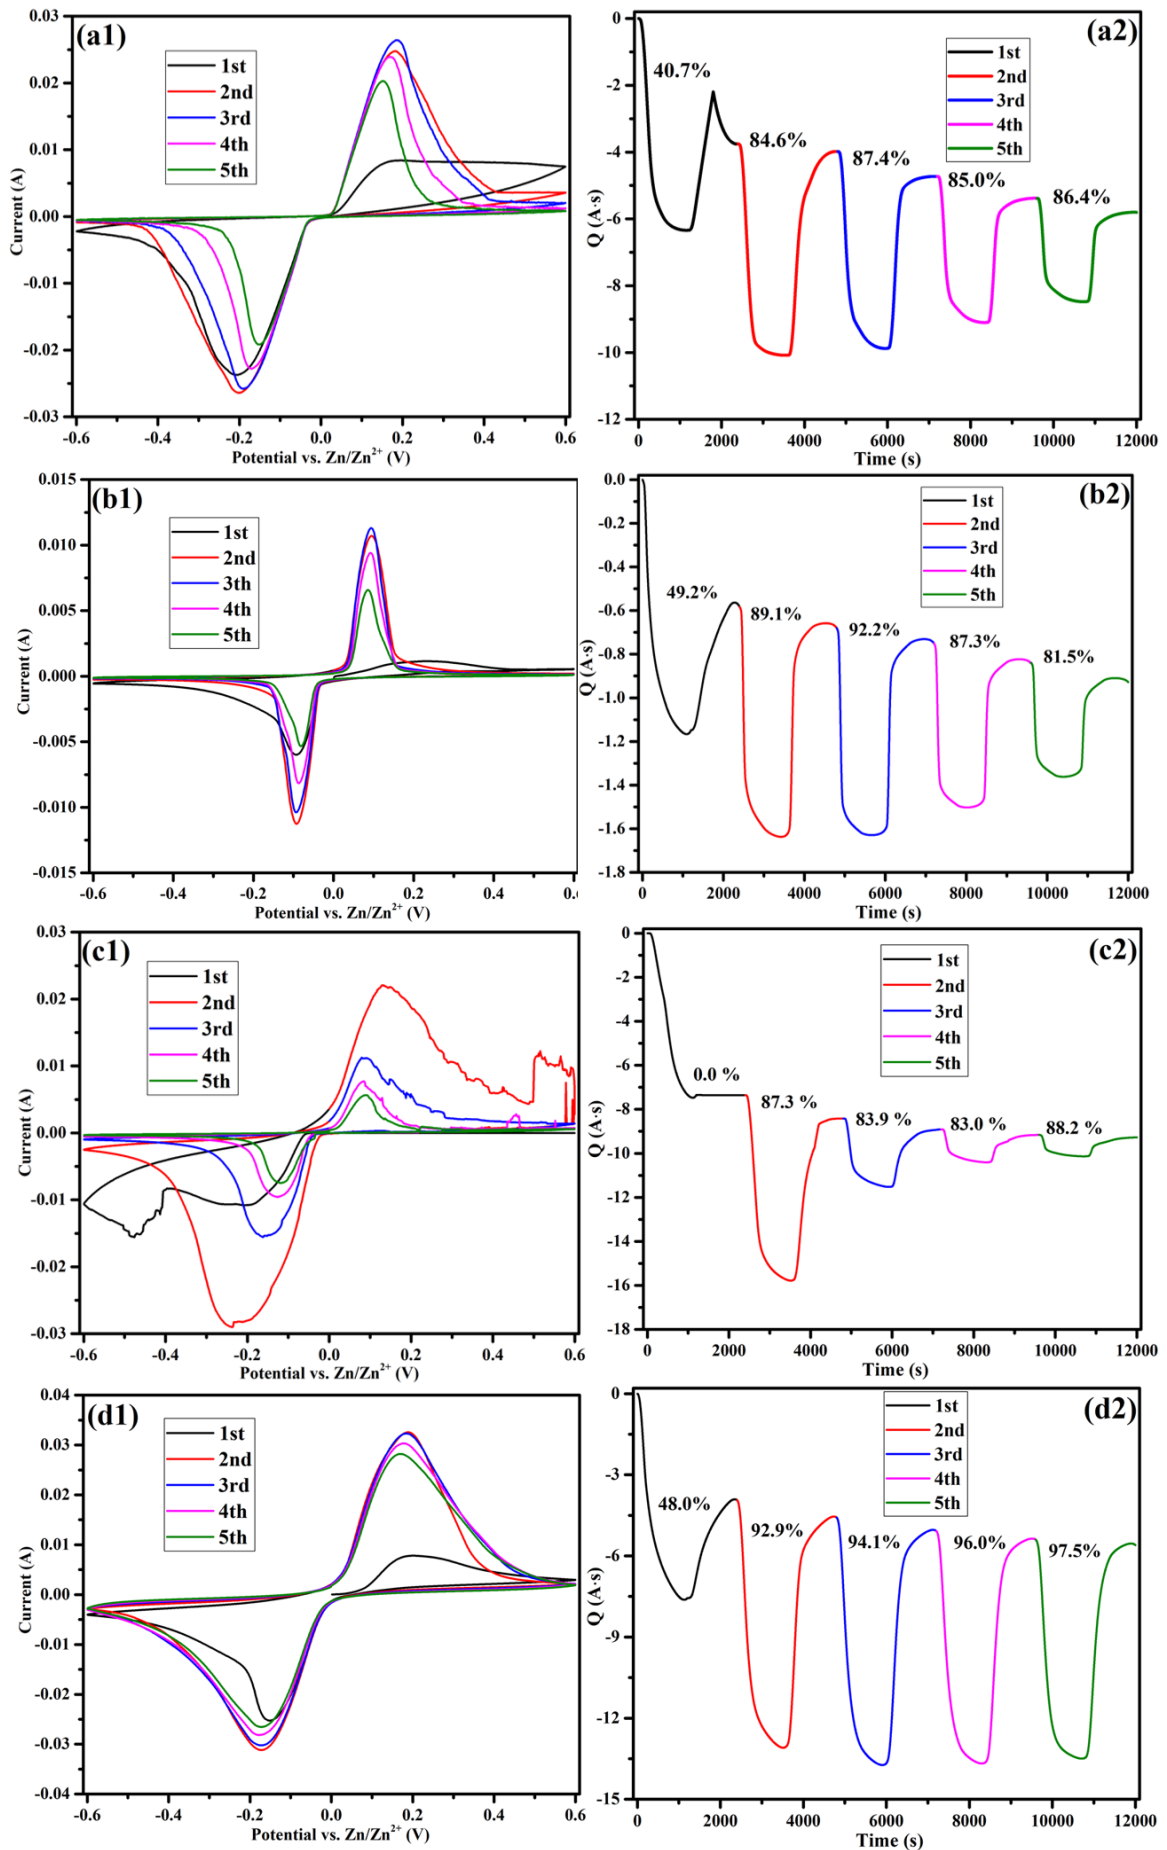 (a1)
1st
2nd
3rd
4th
5th
0.03
0.02
0.01
0.00
-0.01
-0.02
-0.03
Current (A)
-0.6 -0.4 -0.2 0.0 0.2 0.4 0.6
Potential vs. Zn/Zn²⁺ (V)
(a2)
1st
2nd
3rd
4th
5th
40.7%
84.6%
87.4%
85.0%
86.4%
0
-2
-4
-6
-8
-10
-12
Q (A·s)
0 2000 4000 6000 8000 10000 12000
Time (s)
(b1)
1st
2nd
3th
4th
5th
0.015
0.010
0.005
0.000
-0.005
-0.010
-0.015
Current (A)
-0.6 -0.4 -0.2 0.0 0.2 0.4 0.6
Potential vs. Zn/Zn²⁺ (V)
(b2)
1st
2nd
3rd
4th
5th
49.2%
89.1%
92.2%
87.3%
81.5%
0.0
-0.2
-0.4
-0.6
-0.8
-1.0
-1.2
-1.4
-1.6
-1.8
Q (A·s)
0 2000 4000 6000 8000 10000 12000
Time (s)
(c1)
1st
2nd
3rd
4th
5th
0.03
0.02
0.01
0.00
-0.01
-0.02
-0.03
Current (A)
-0.6 -0.4 -0.2 0.0 0.2 0.4 0.6
Potential vs. Zn/Zn²⁺ (V)
(c2)
1st
2nd
3rd
4th
5th
0.0 %
87.3 %
83.9 %
83.0 %
88.2 %
0
-2
-4
-6
-8
-10
-12
-14
-16
-18
Q (A·s)
0 2000 4000 6000 8000 10000 12000
Time (s)
(d1)
1st
2nd
3rd
4th
5th
0.04
0.03
0.02
0.01
0.00
-0.01
-0.02
-0.03
-0.04
Current (A)
-0.6 -0.4 -0.2 0.0 0.2 0.4 0.6
Potential vs. Zn/Zn²⁺ (V)
(d2)
1st
2nd
3rd
4th
5th
48.0%
92.9%
94.1%
96.0%
97.5%
0
-3
-6
-9
-12
-15
Q (A·s)
0 2000 4000 6000 8000 10000 12000
Time (s)